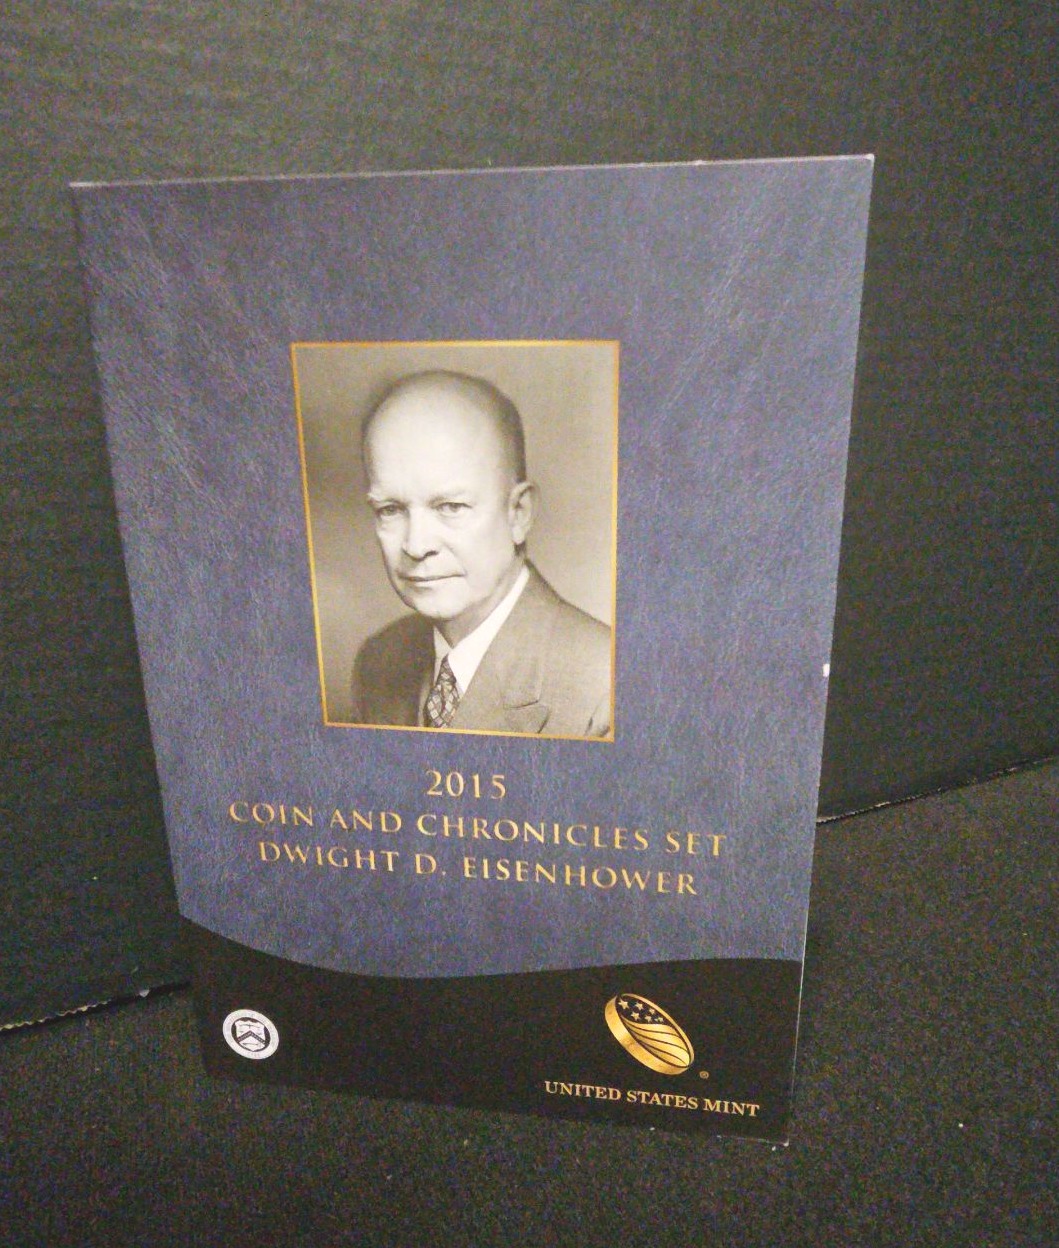 2015
COIN AND CHRONICLES SET
DWIGHT D. EISENHOWER
®
UNITED STATES MINT